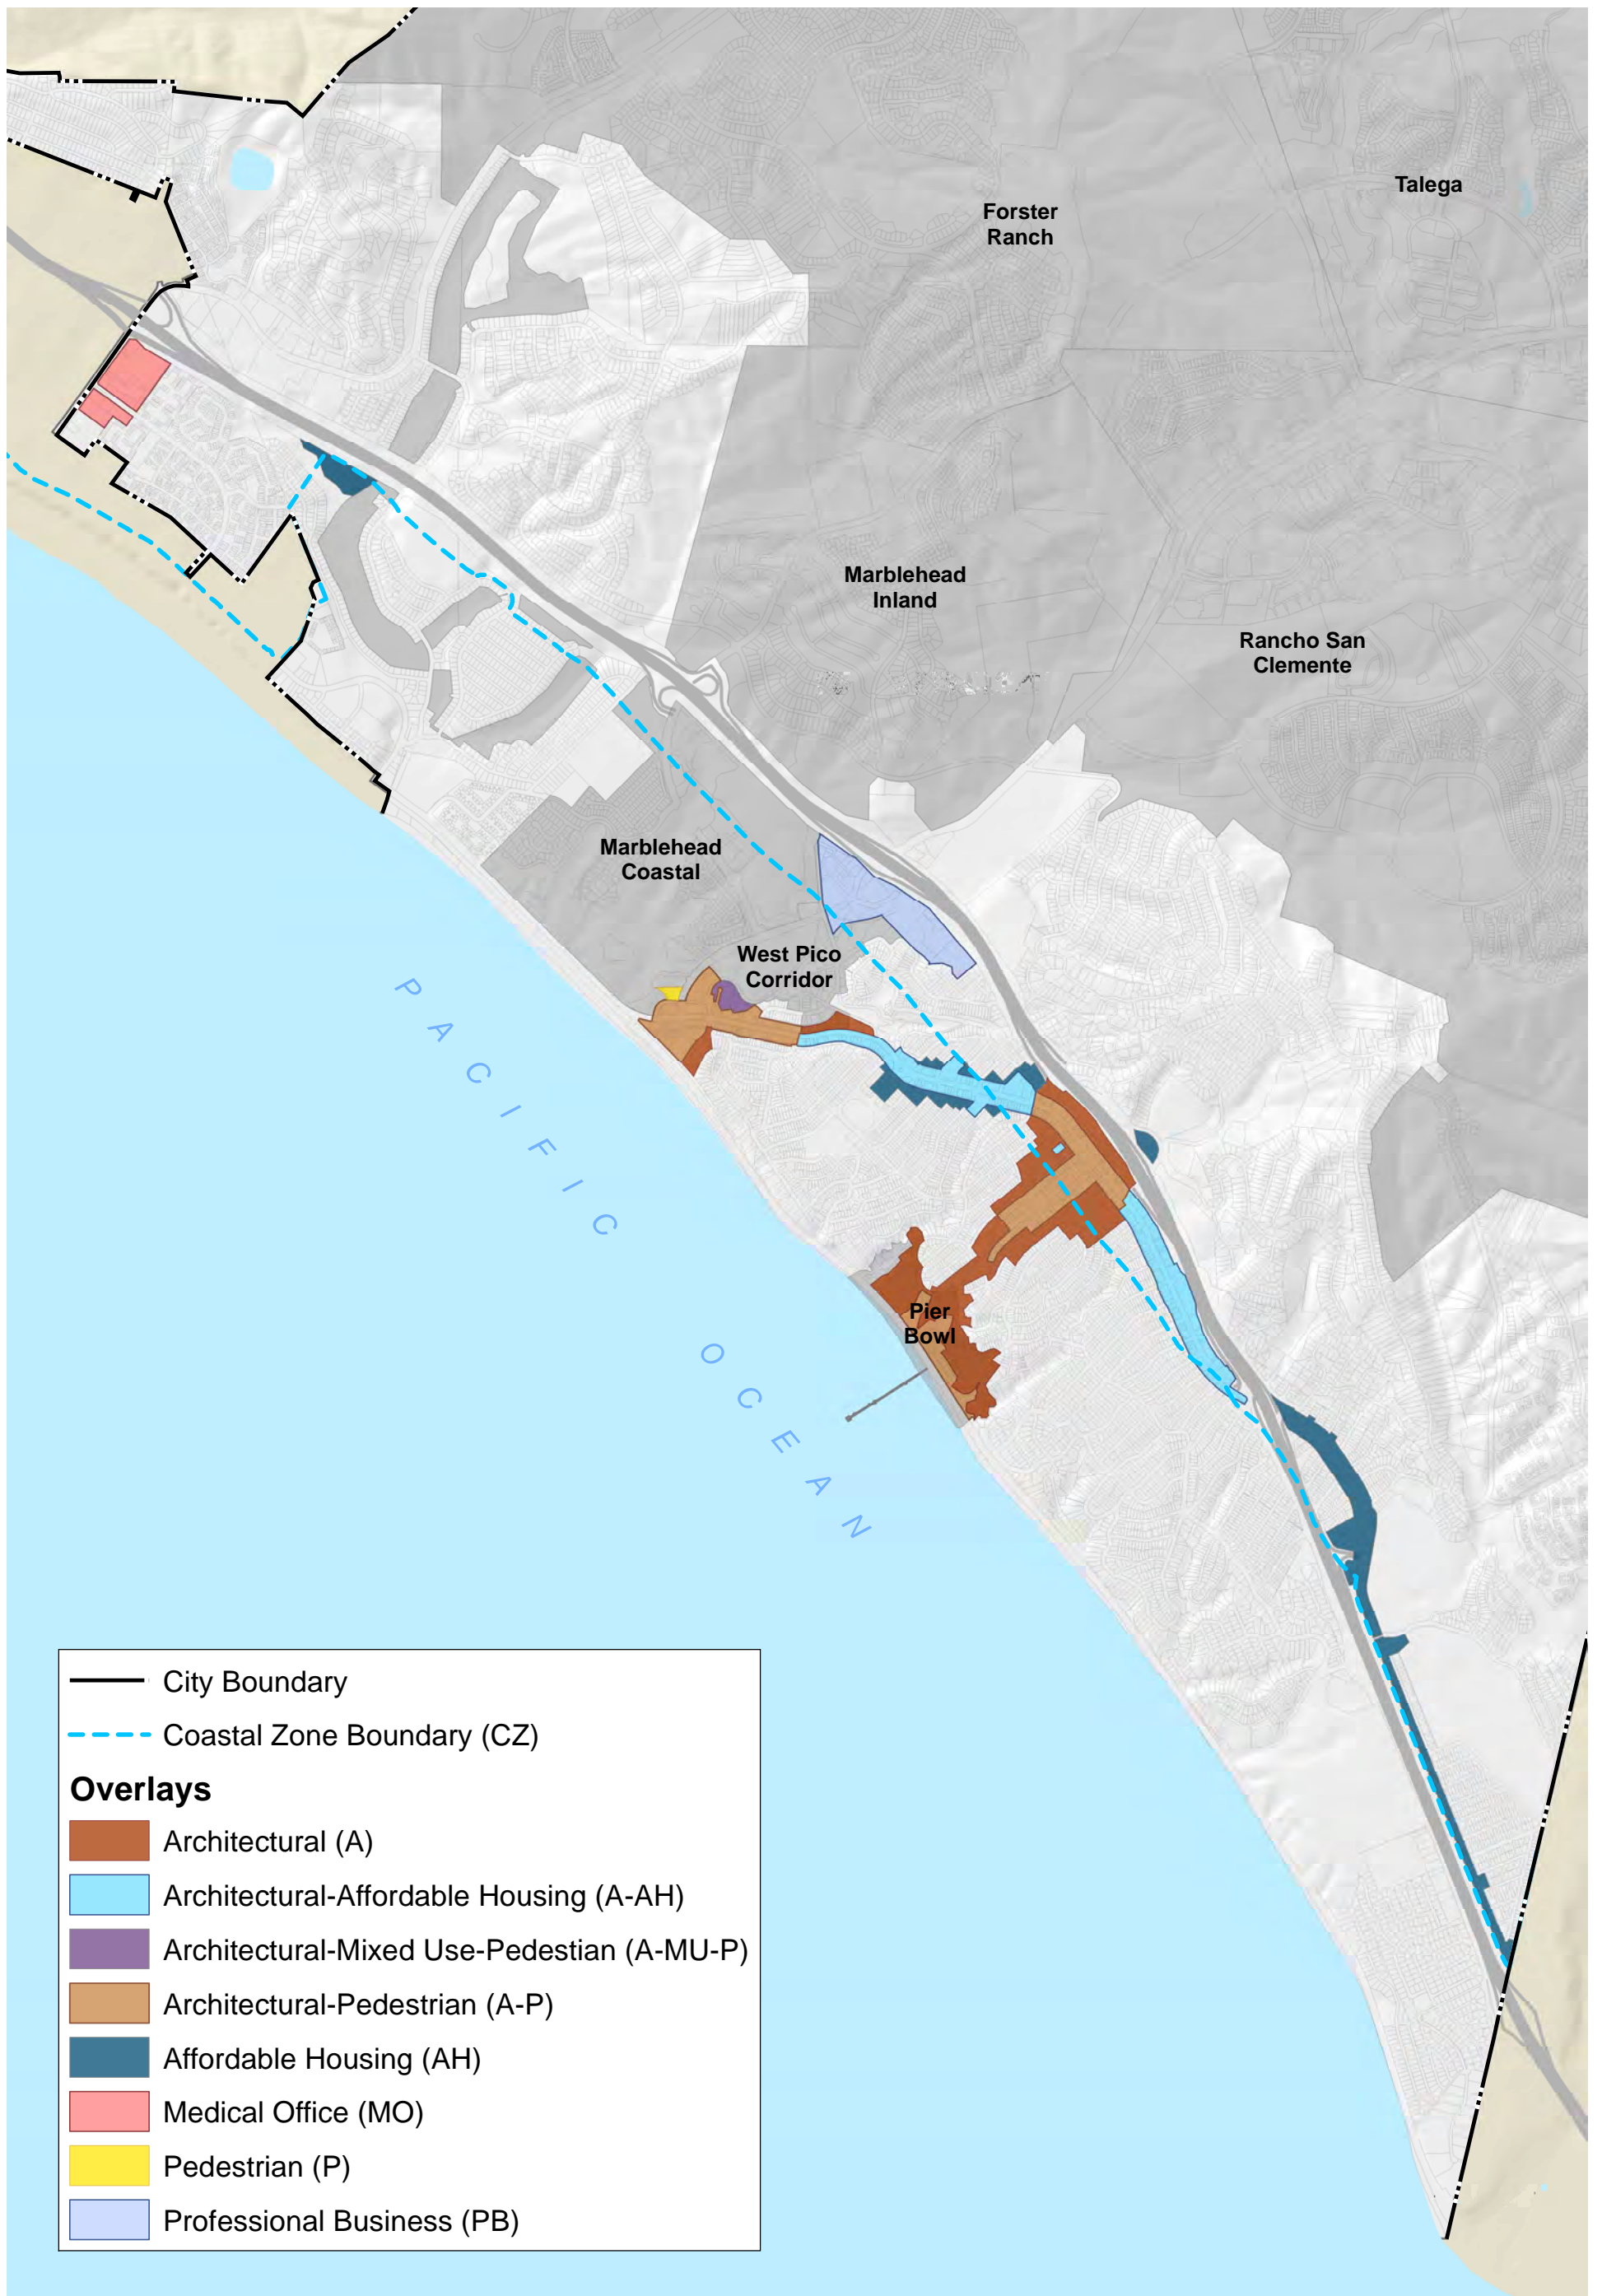 Talega
Forster
Ranch
Marblehead
Inland
Rancho San
Clemente
Marblehead
Coastal
West Pico
Corridor
PACIFIC OCEAN
Pier
Bowl
City Boundary
Coastal Zone Boundary (CZ)
Overlays
Architectural (A)
Architectural-Affordable Housing (A-AH)
Architectural-Mixed Use-Pedestian (A-MU-P)
Architectural-Pedestrian (A-P)
Affordable Housing (AH)
Medical Office (MO)
Pedestrian (P)
Professional Business (PB)